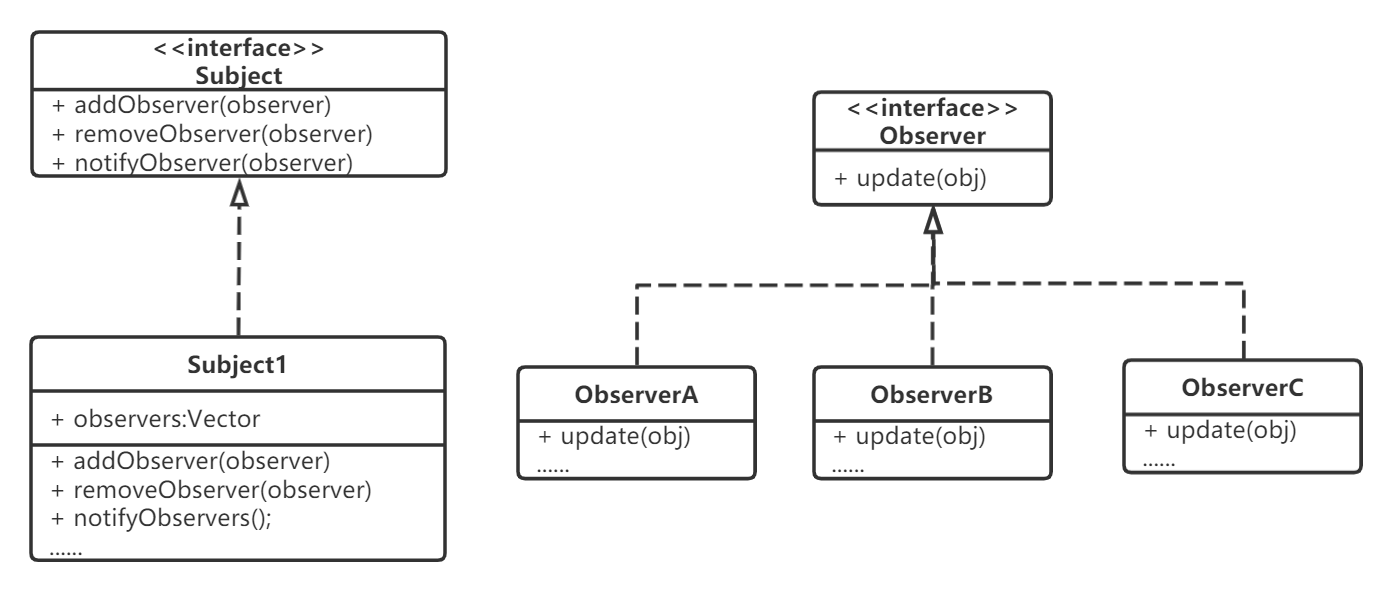 <<interface>>
Subject
+ addObserver(observer)
+ removeObserver(observer)
+ notifyObserver(observer)
<<interface>>
Observer
+ update(obj)
Subject1
+ observers:Vector
+ addObserver(observer)
+ removeObserver(observer)
+ notifyObservers();
......
ObserverA
+ update(obj)
......
ObserverB
+ update(obj)
......
ObserverC
+ update(obj)
......